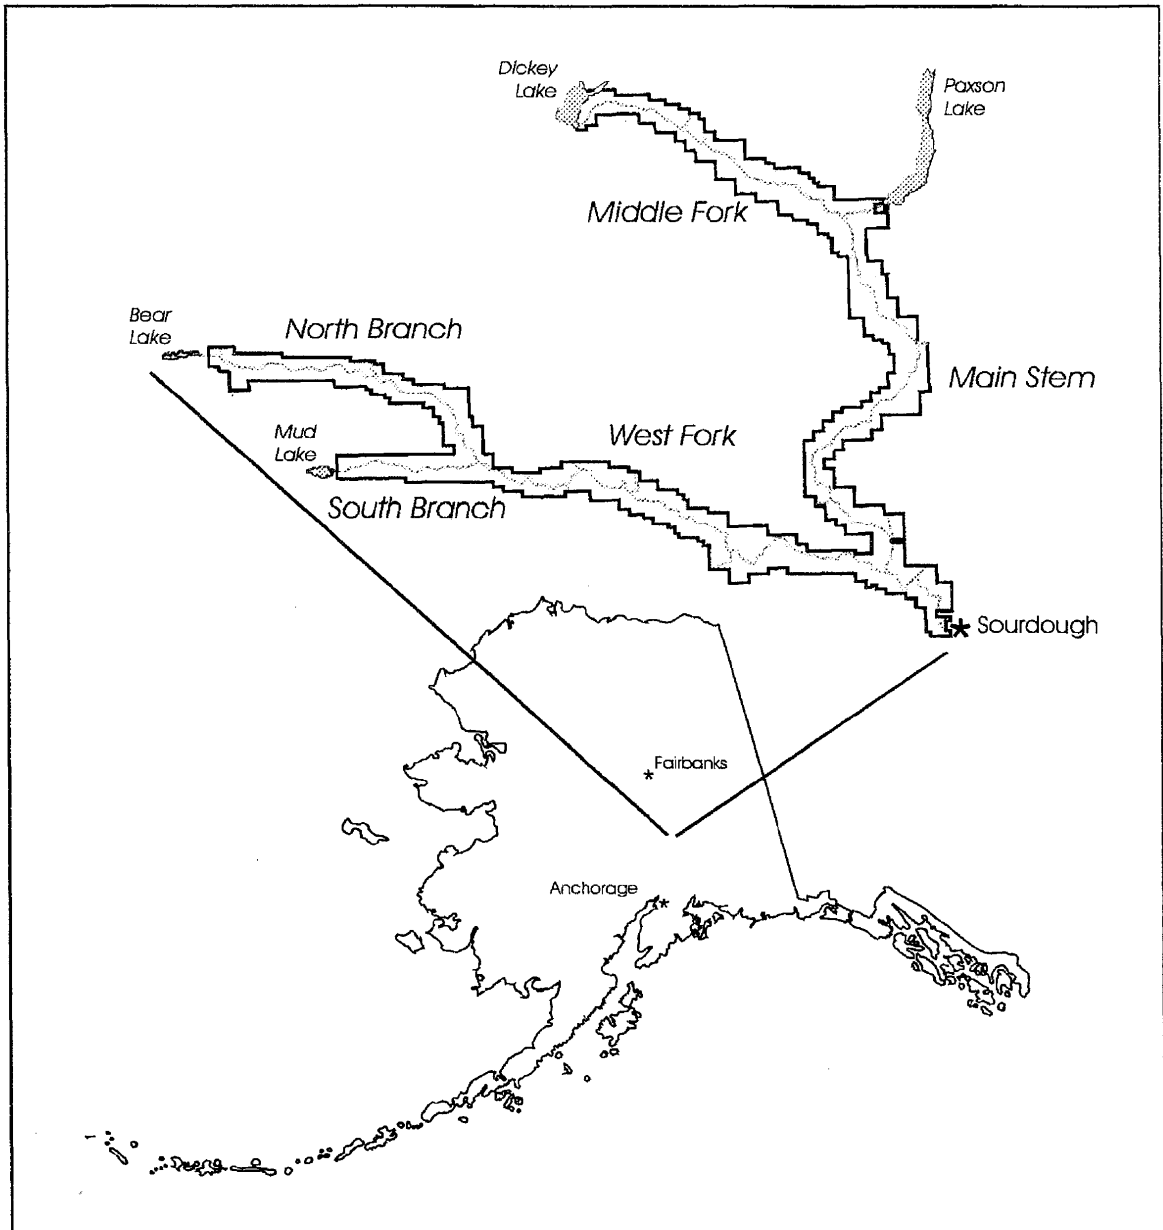 Dickey
Lake
Paxson
Lake
Middle Fork
Bear
Lake
North Branch
Main Stem
Mud
Lake
West Fork
South Branch
Sourdough
Fairbanks
Anchorage